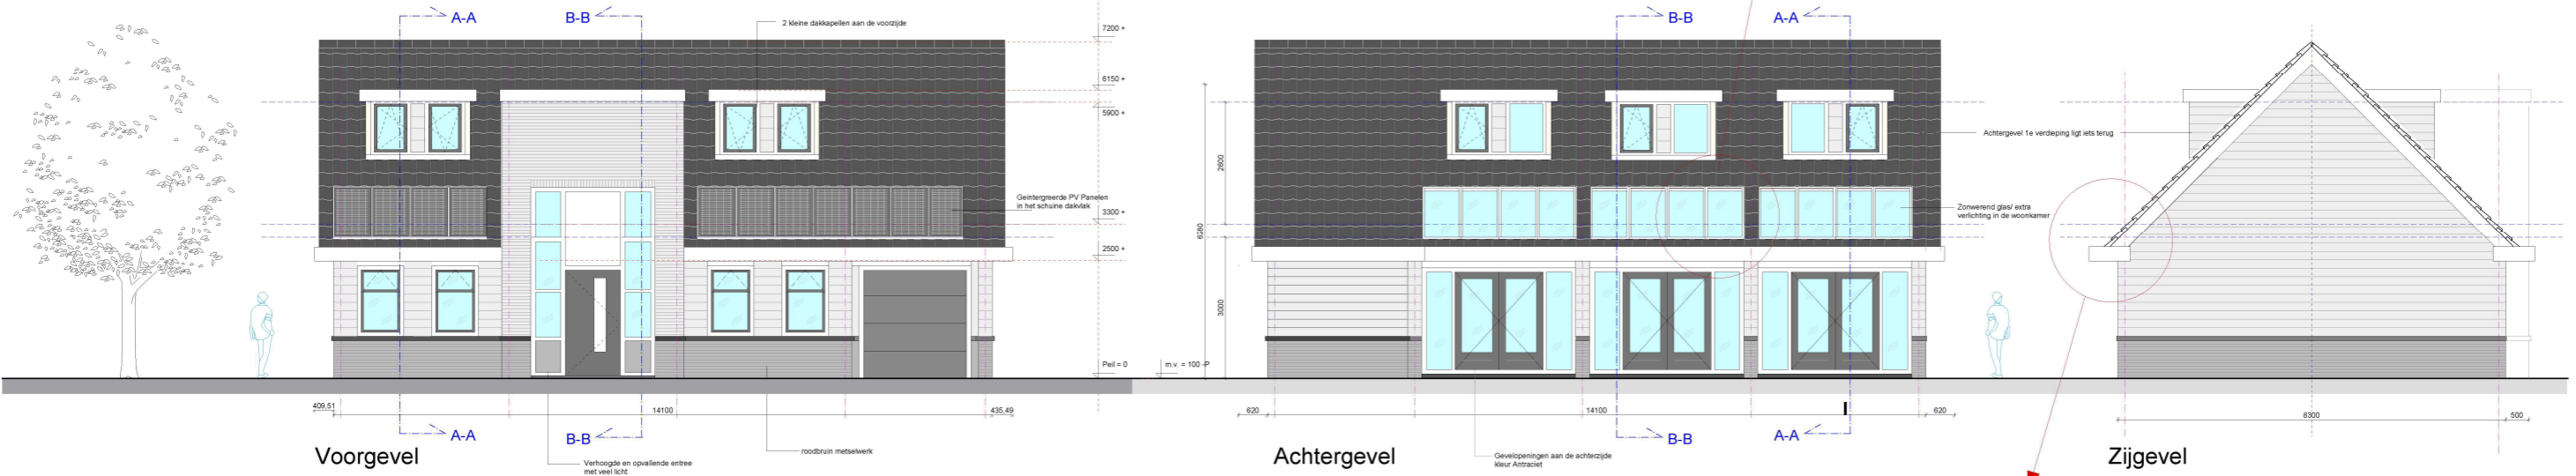 A-A
B-B
2 kleine dakkapellen aan de voorzijde
7200 +
6150 +
5900 +
Geintergreerde PV Panelen
in het schuine dakvlak
3300 +
2500 +
Peil = 0
m.v. = 100 -P
409,51
14100
435,49
A-A
B-B
Voorgevel
Verhoogde en opvallende entree
met veel licht
roodbruin metselwerk
B-B
A-A
2600
6280
3000
Achtergevel 1e verdieping ligt iets terug
Zonwerend glas/ extra
verlichting in de woonkamer
620
14100
620
B-B
A-A
Achtergevel
Gevelopeningen aan de achterzijde
kleur Antraciet
8300
500
Zijgevel